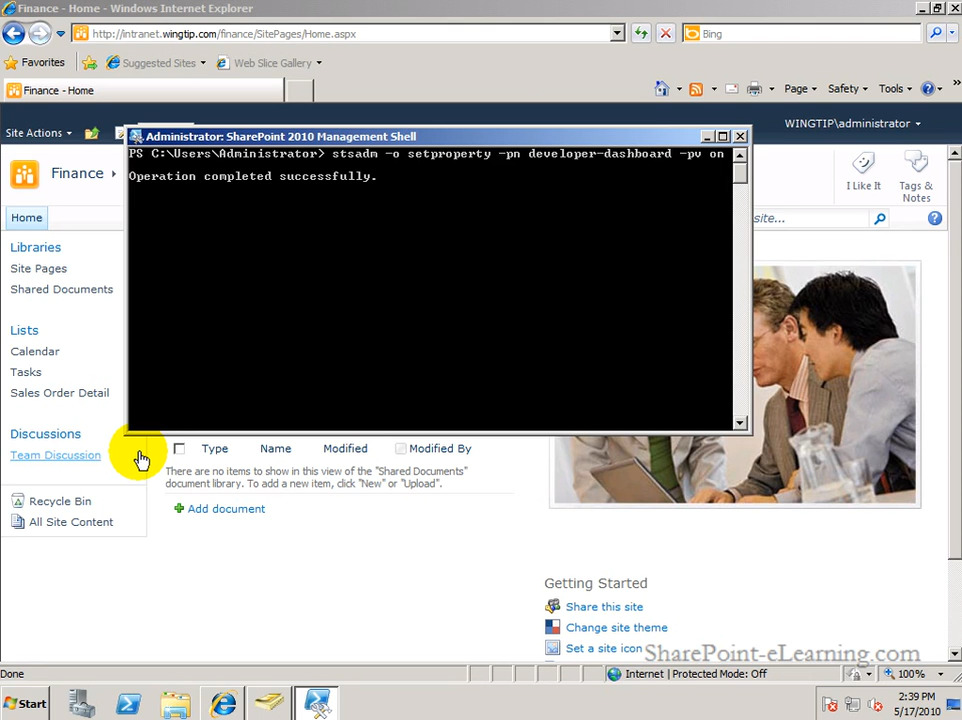 Finance - Home - Windows Internet Explorer
http://intranet.wingtip.com/finance/SitePages/Home.aspx
Bing
Favorites
Suggested Sites
Web Slice Gallery
Finance - Home
Page
Safety
Tools
Site Actions
WINGTIP\administrator
Administrator: SharePoint 2010 Management Shell
PS C:\Users\Administrator> stsadm -o setproperty -pn developer-dashboard -pv on
Operation completed successfully.
Finance
I Like It
Tags &
Notes
Home
site...
Libraries
Site Pages
Shared Documents
Lists
Calendar
Tasks
Sales Order Detail
Discussions
Team Discussion
Recycle Bin
All Site Content
Type
Name
Modified
Modified By
There are no items to show in this view of the "Shared Documents"
document library. To add a new item, click "New" or "Upload".
Add document
Getting Started
Share this site
Change site theme
Set a site icon
SharePoint-eLearning.com
Done
Internet | Protected Mode: Off
100%
Start
2:39 PM
5/17/2010